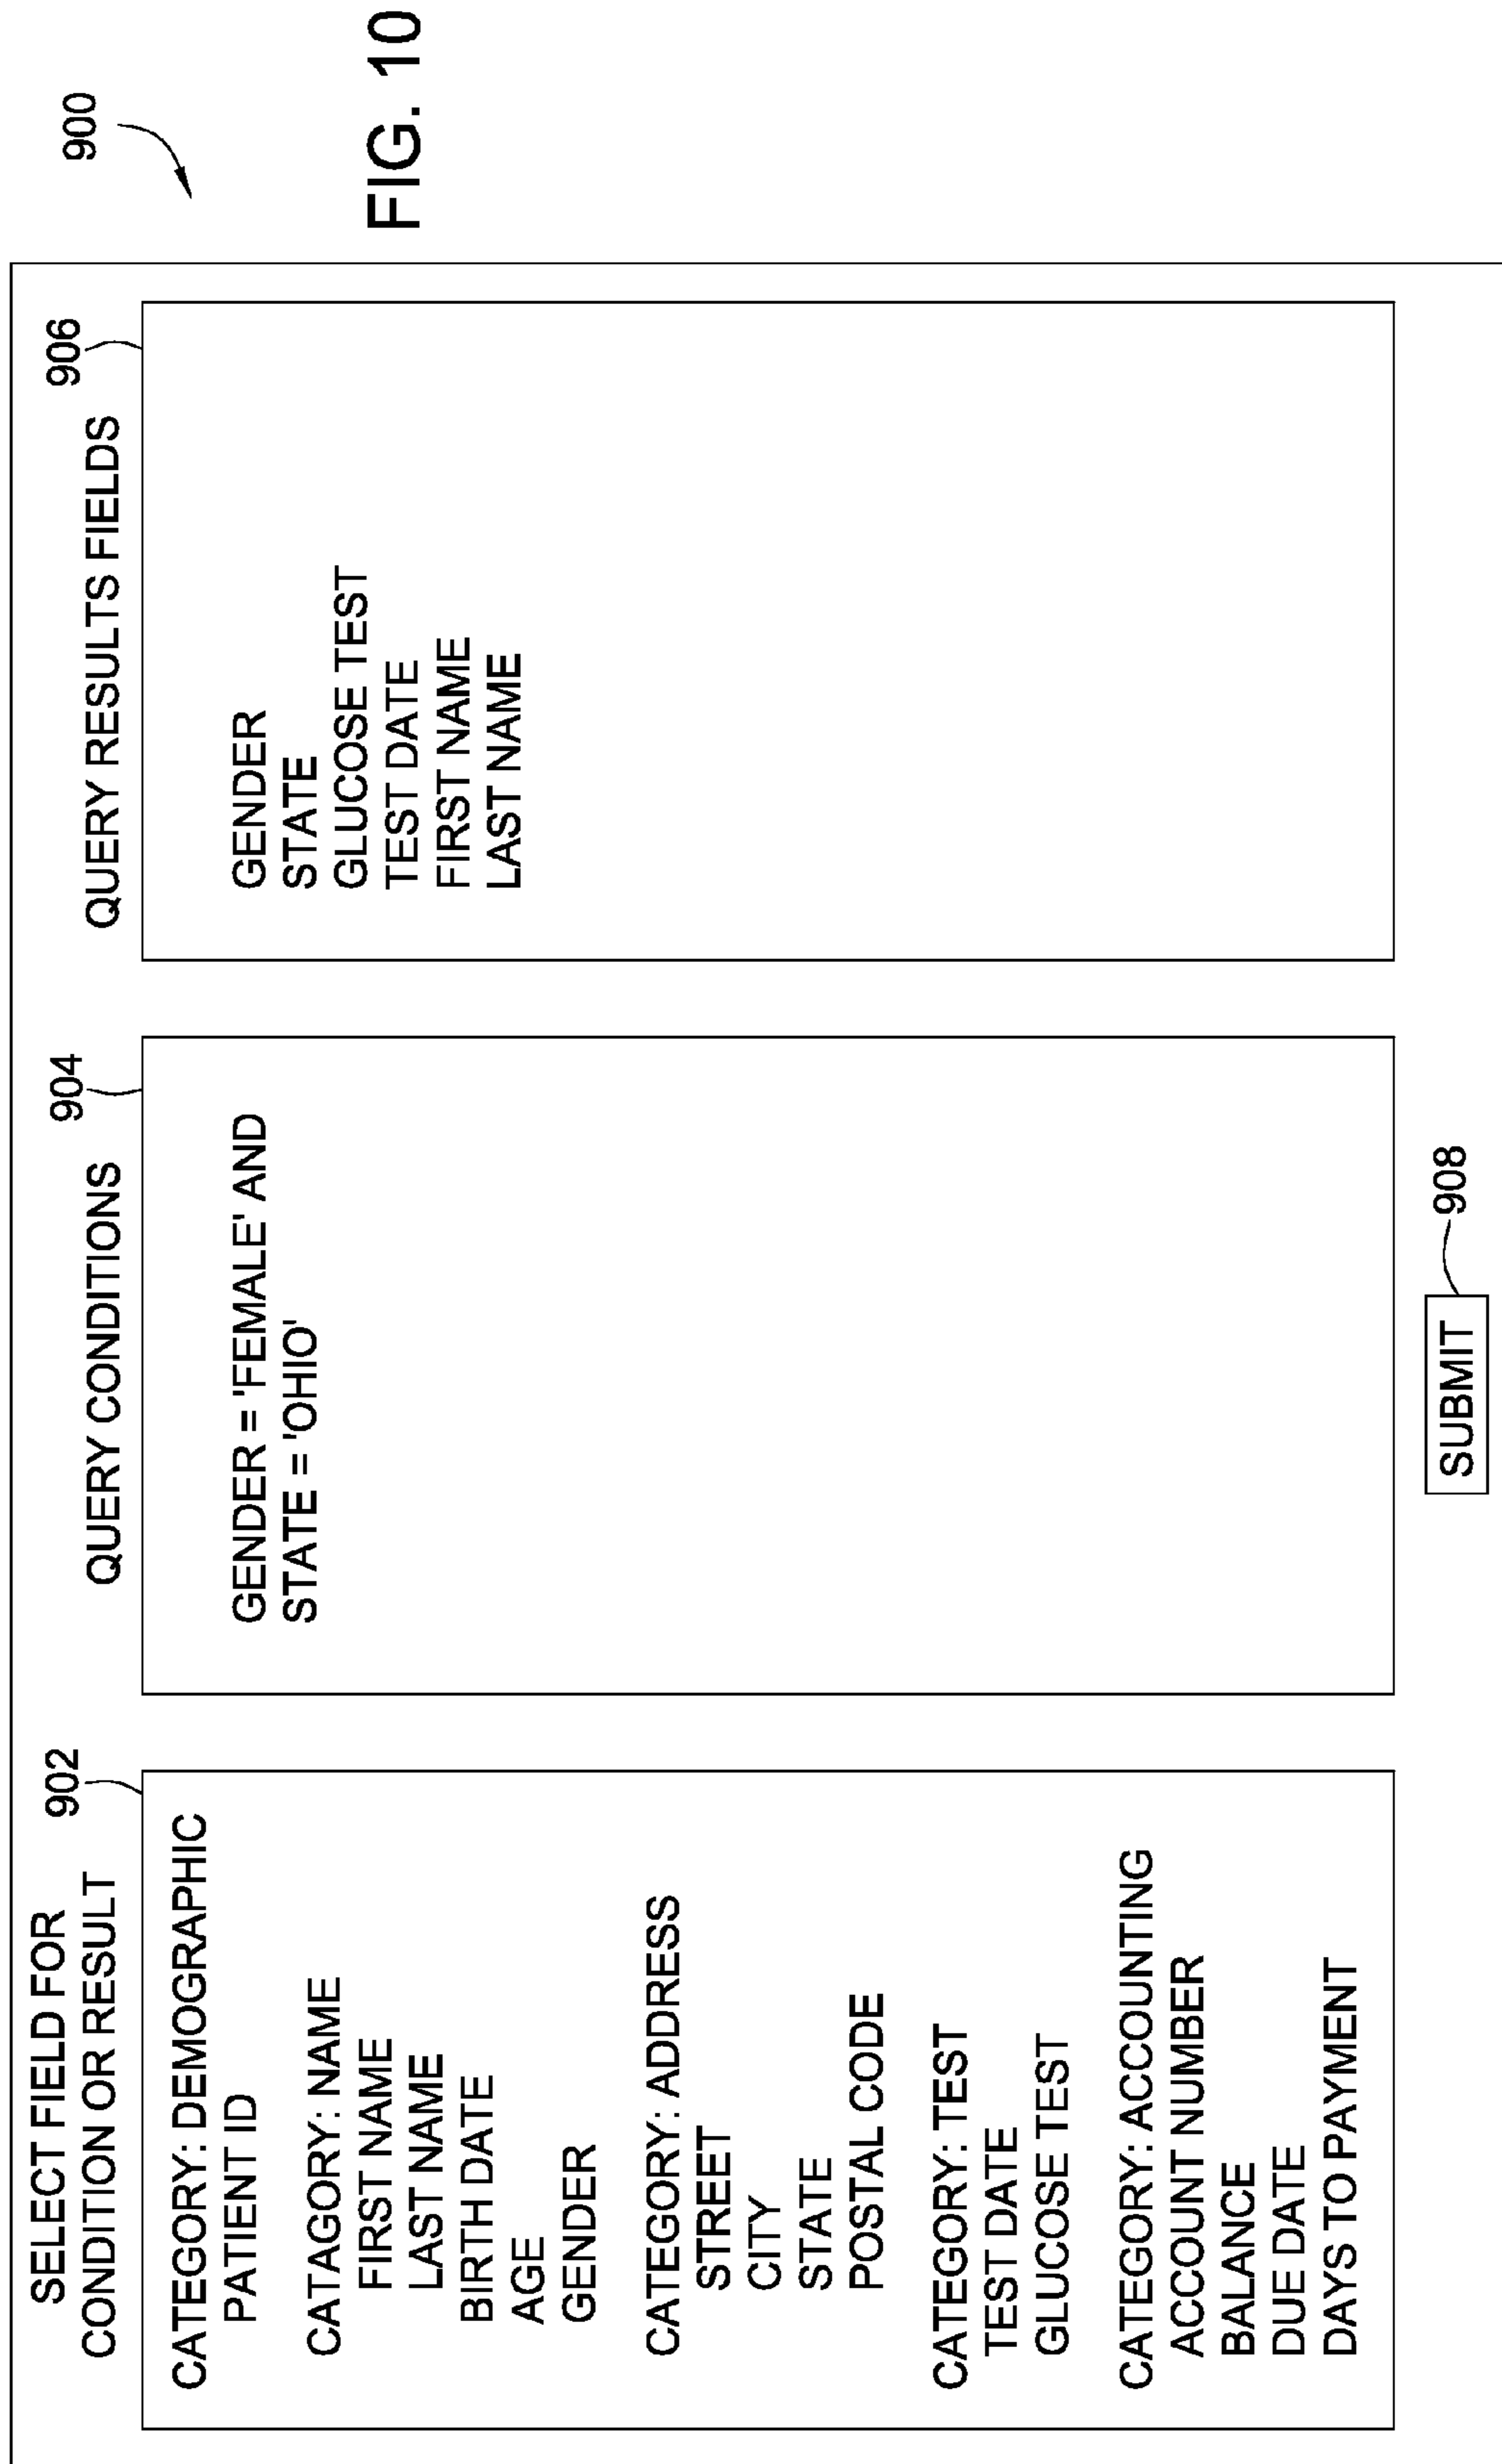 900
FIG. 10
SELECT FIELD FOR
CONDITION OR RESULT
902
CATEGORY: DEMOGRAPHIC
PATIENT ID
CATAGORY: NAME
FIRST NAME
LAST NAME
BIRTH DATE
AGE
GENDER
CATEGORY: ADDRESS
STREET
CITY
STATE
POSTAL CODE
CATEGORY: TEST
TEST DATE
GLUCOSE TEST
CATEGORY: ACCOUNTING
ACCOUNT NUMBER
BALANCE
DUE DATE
DAYS TO PAYMENT
QUERY CONDITIONS
904
GENDER = 'FEMALE' AND
STATE = 'OHIO'
QUERY RESULTS FIELDS
906
GENDER
STATE
GLUCOSE TEST
TEST DATE
FIRST NAME
LAST NAME
SUBMIT
908